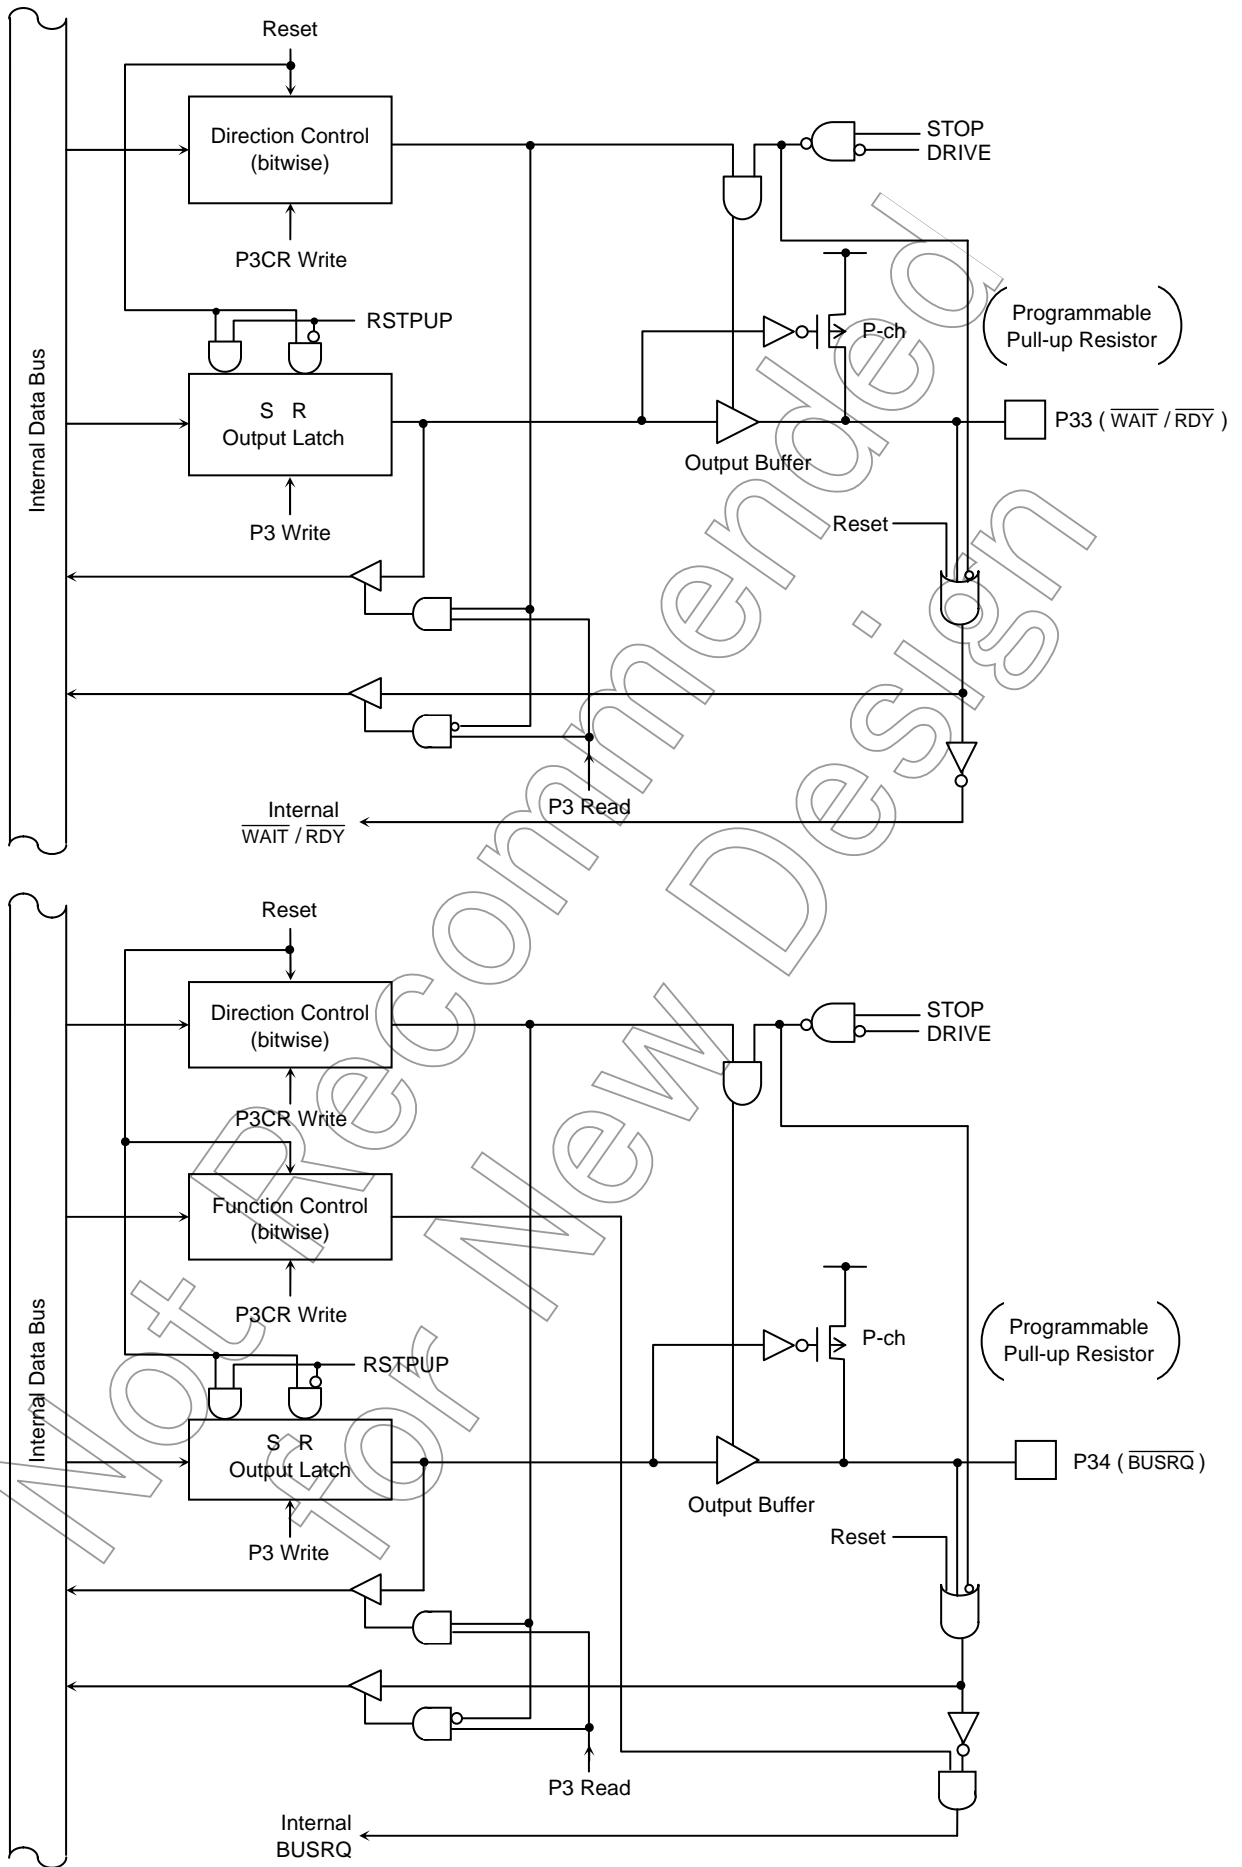 Reset
Direction Control
(bitwise)
STOP
DRIVE
P3CR Write
RSTPUP
P-ch
Programmable
Pull-up Resistor
Internal Data Bus
S R
Output Latch
P33 ( WAIT / RDY )
Output Buffer
P3 Write
Reset
P3 Read
Internal
WAIT / RDY
Reset
Direction Control
(bitwise)
STOP
DRIVE
P3CR Write
Function Control
(bitwise)
P3CR Write
RSTPUP
P-ch
Programmable
Pull-up Resistor
Internal Data Bus
S R
Output Latch
P34 ( BUSRQ )
Output Buffer
P3 Write
Reset
P3 Read
Internal
BUSRQ
Not Recommended
for New Design